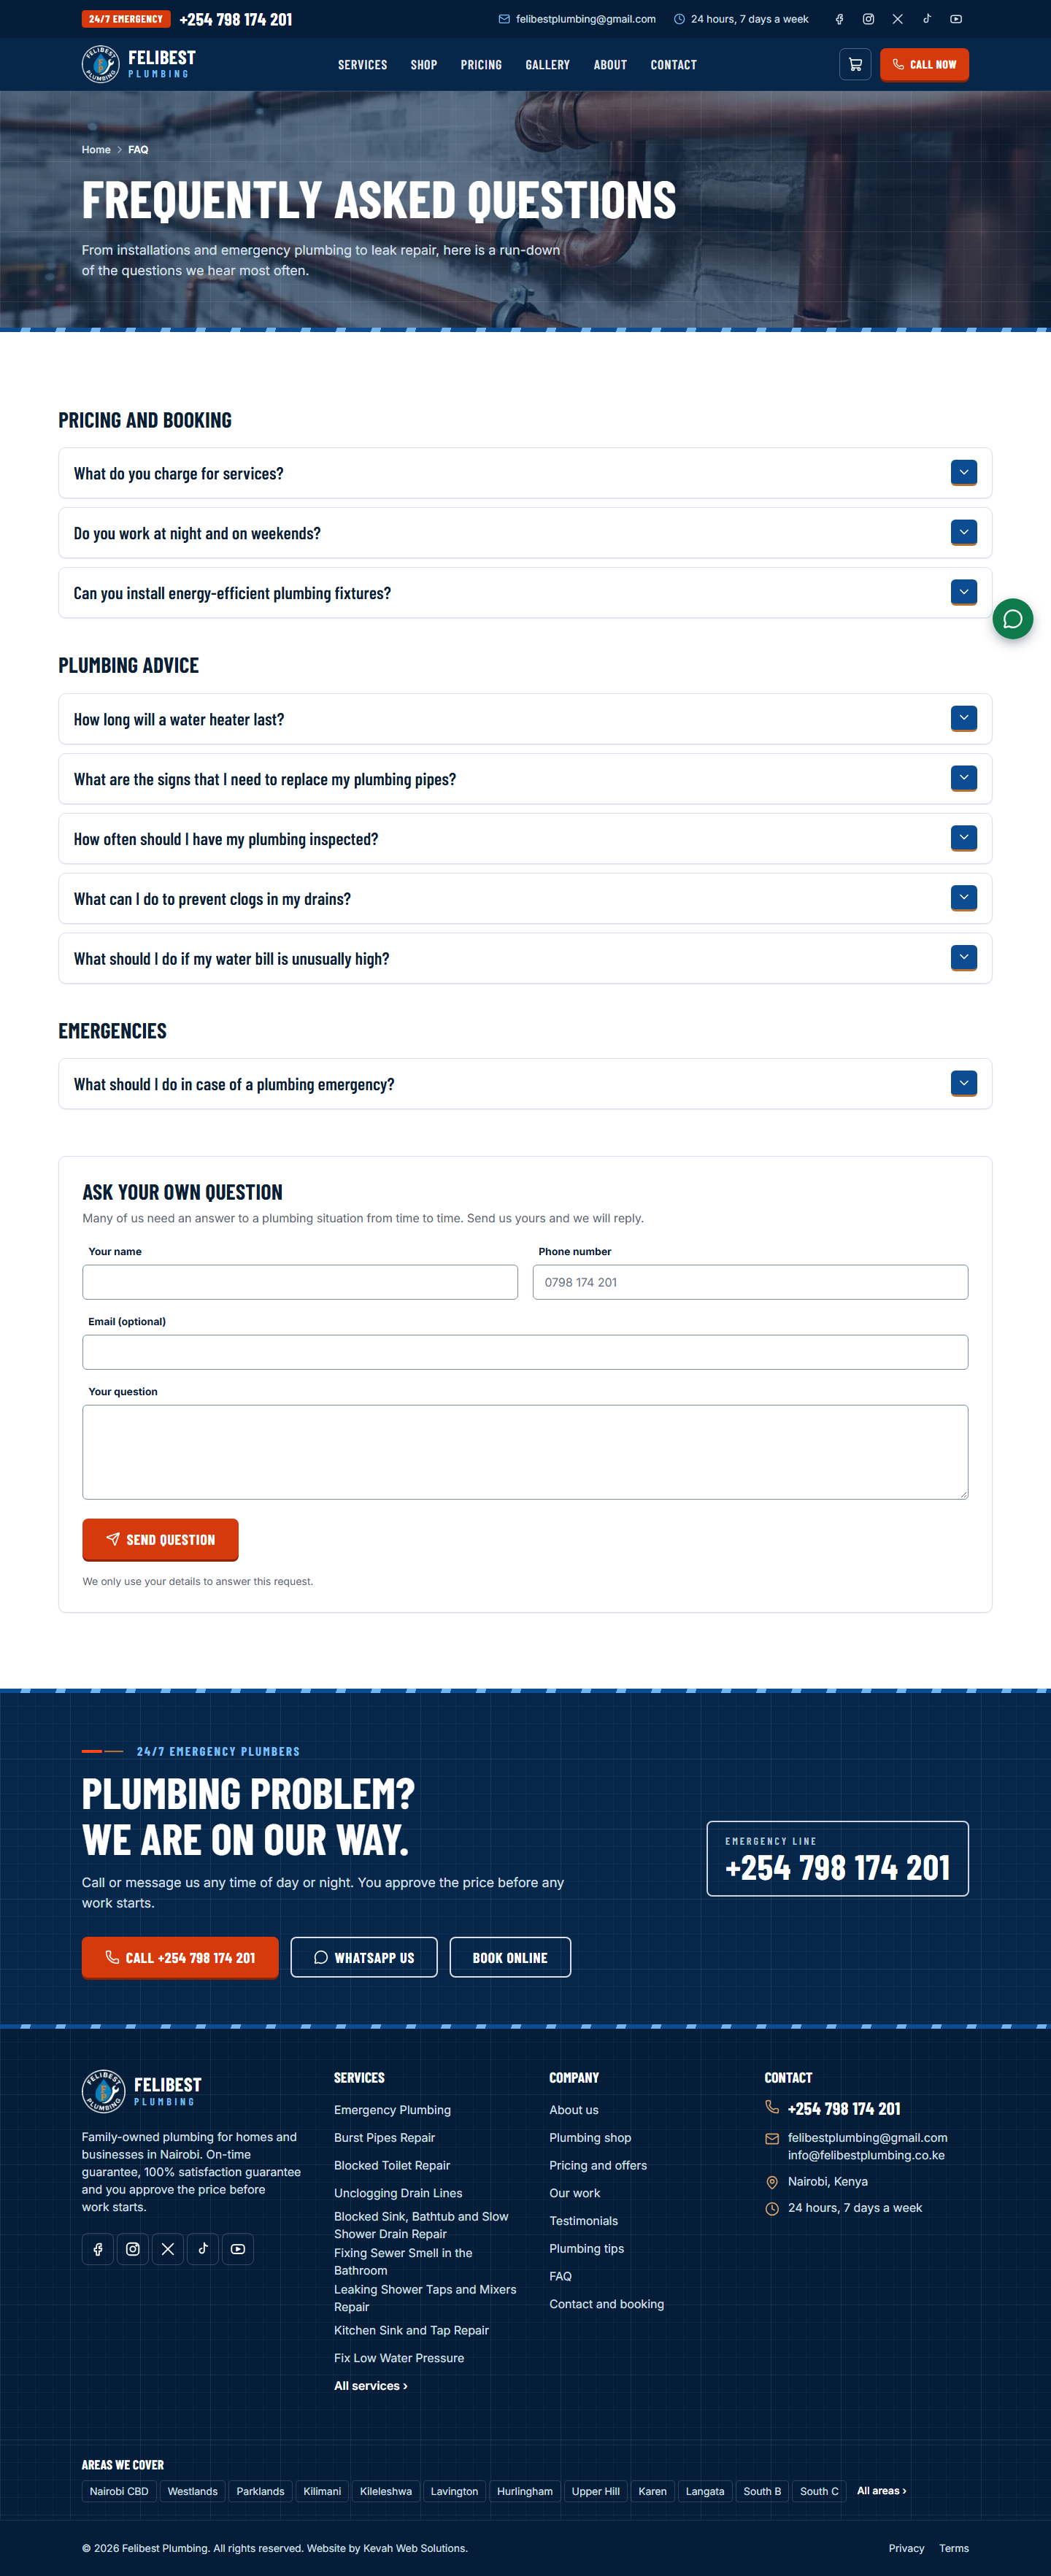 24/7 EMERGENCY +254 798 174 201 felibestplumbing@gmail.com 24 hours, 7 days a week
FELIBEST
PLUMBING
SERVICES SHOP PRICING GALLERY ABOUT CONTACT
CALL NOW
Home > FAQ
FREQUENTLY ASKED QUESTIONS
From installations and emergency plumbing to leak repair, here is a run-down
of the questions we hear most often.
PRICING AND BOOKING
What do you charge for services?
Do you work at night and on weekends?
Can you install energy-efficient plumbing fixtures?
PLUMBING ADVICE
How long will a water heater last?
What are the signs that I need to replace my plumbing pipes?
How often should I have my plumbing inspected?
What can I do to prevent clogs in my drains?
What should I do if my water bill is unusually high?
EMERGENCIES
What should I do in case of a plumbing emergency?
ASK YOUR OWN QUESTION
Many of us need an answer to a plumbing situation from time to time. Send us yours and we will reply.
Your name Phone number
0798 174 201
Email (optional)
Your question
SEND QUESTION
We only use your details to answer this request.
24/7 EMERGENCY PLUMBERS
PLUMBING PROBLEM?
WE ARE ON OUR WAY.
Call or message us any time of day or night. You approve the price before any
work starts.
CALL +254 798 174 201 WHATSAPP US BOOK ONLINE
EMERGENCY LINE
+254 798 174 201
FELIBEST
PLUMBING
Family-owned plumbing for homes and
businesses in Nairobi. On-time
guarantee, 100% satisfaction guarantee
and you approve the price before
work starts.
SERVICES
Emergency Plumbing
Burst Pipes Repair
Blocked Toilet Repair
Unclogging Drain Lines
Blocked Sink, Bathtub and Slow
Shower Drain Repair
Fixing Sewer Smell in the
Bathroom
Leaking Shower Taps and Mixers
Repair
Kitchen Sink and Tap Repair
Fix Low Water Pressure
All services ›
COMPANY
About us
Plumbing shop
Pricing and offers
Our work
Testimonials
Plumbing tips
FAQ
Contact and booking
CONTACT
+254 798 174 201
felibestplumbing@gmail.com
info@felibestplumbing.co.ke
Nairobi, Kenya
24 hours, 7 days a week
AREAS WE COVER
Nairobi CBD Westlands Parklands Kilimani Kileleshwa Lavington Hurlingham Upper Hill Karen Langata South B South C All areas ›
© 2026 Felibest Plumbing. All rights reserved. Website by Kevah Web Solutions. Privacy Terms